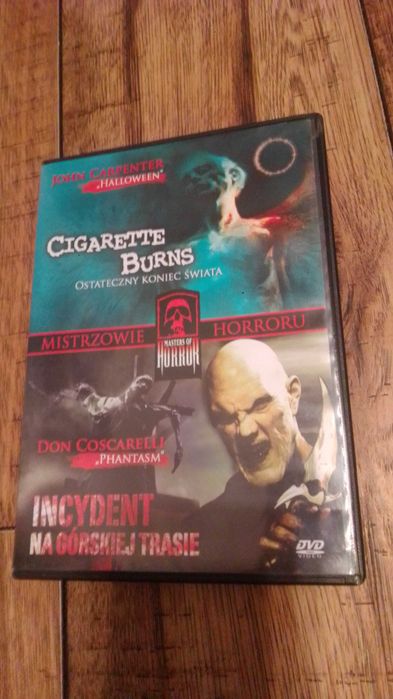 JOHN CARPENTER
„HALLOWEEN"
CIGARETTE
BURNS
OSTATECZNY KONIEC ŚWIATA
MISTRZOWIE HORRORU
MASTERS OF
HORROR
DON COSCARELLI
„PHANTASM"
INCYDENT
NA GÓRSKIEJ TRASIE
DVD
VIDEO